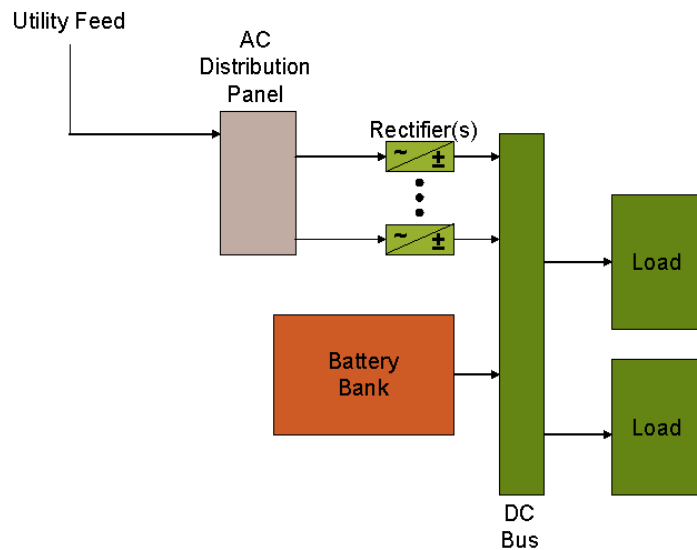 Utility Feed
AC
Distribution
Panel
Rectifier(s)
~ ±
~ ±
Battery
Bank
Load
Load
DC
Bus